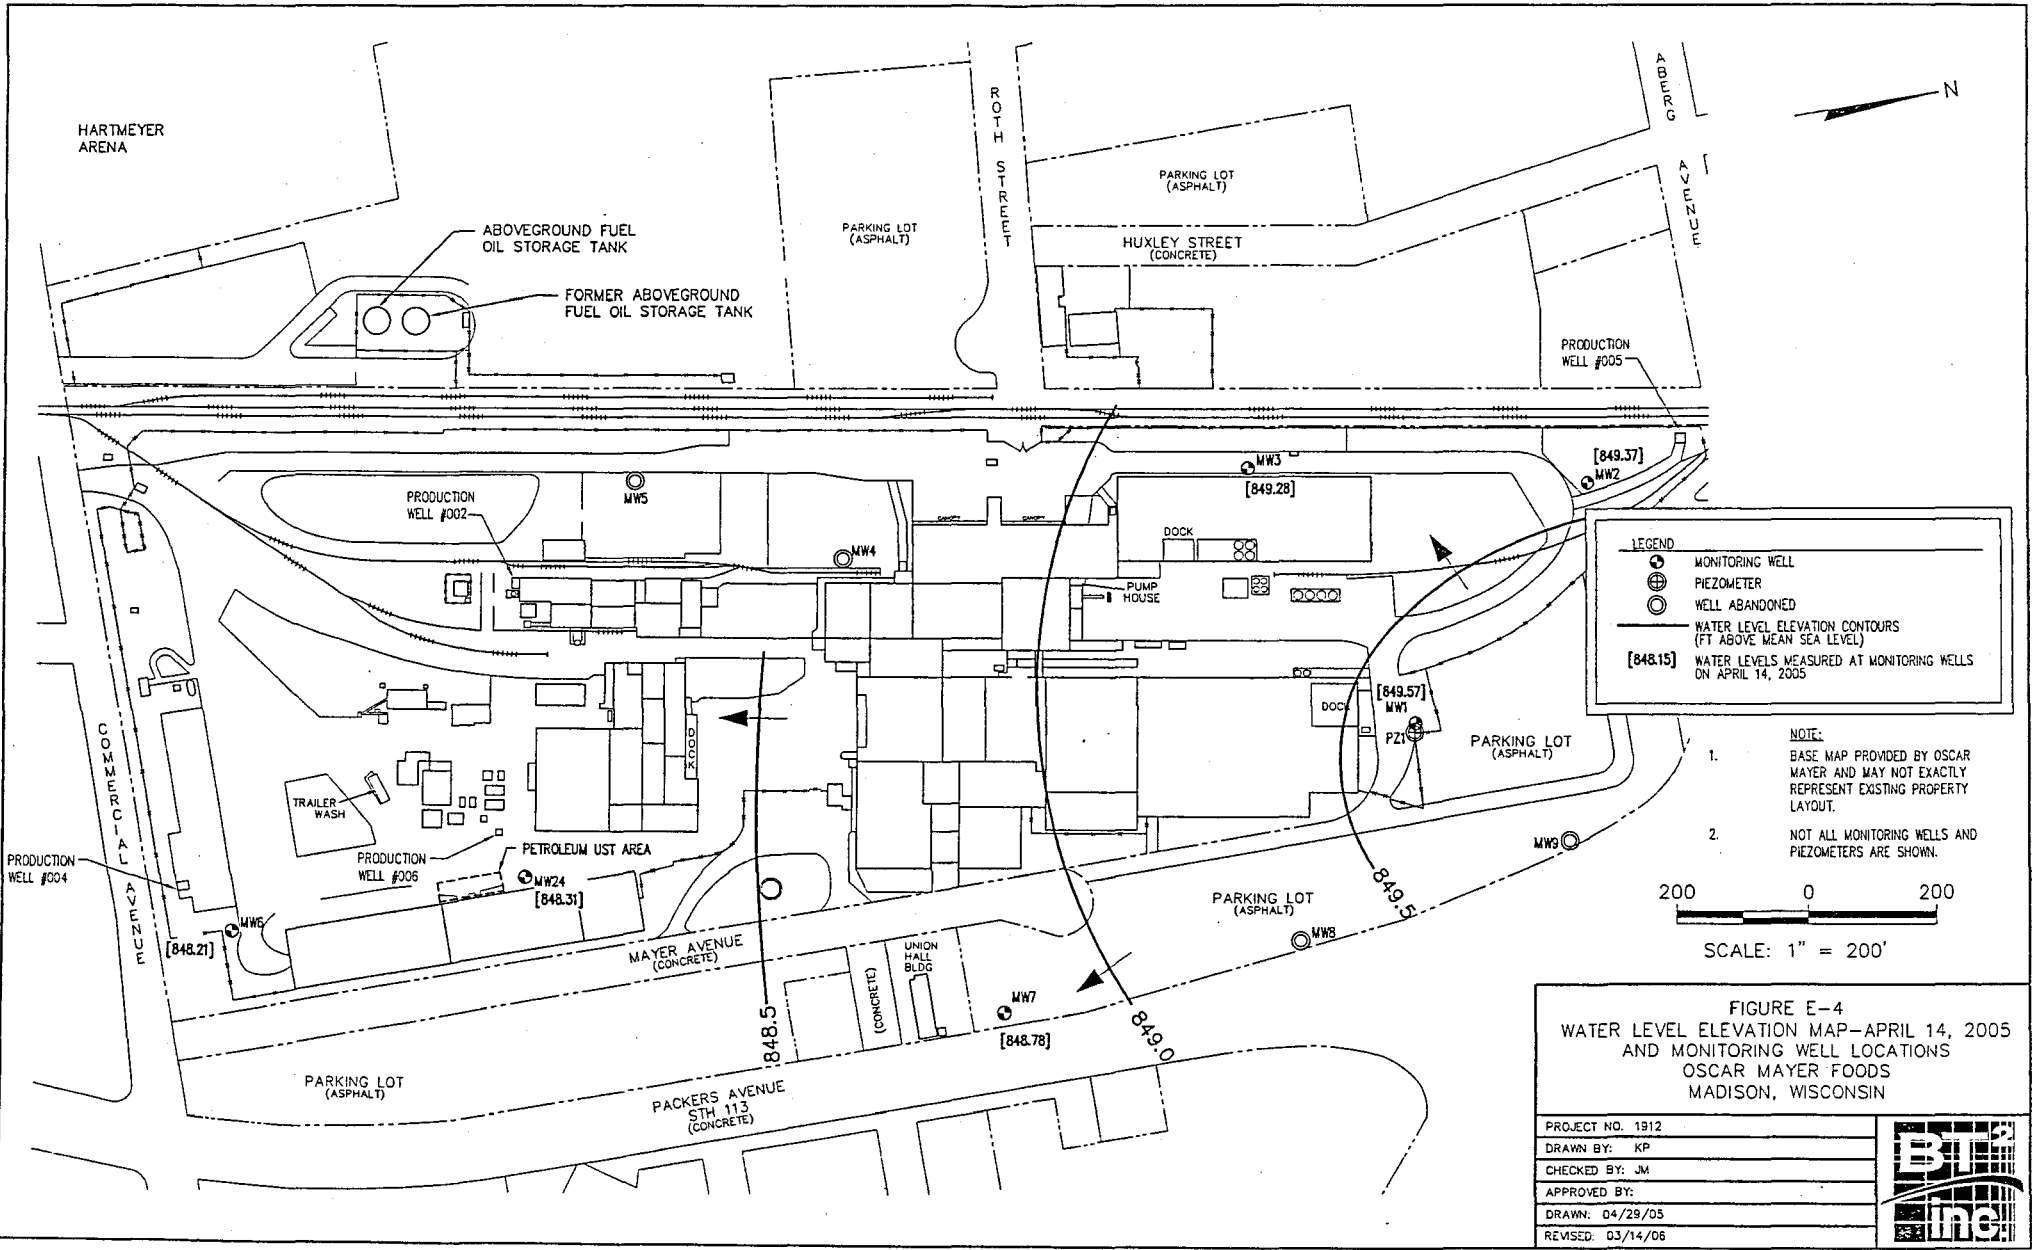 HARTMEYER
ARENA
ABOVEGROUND FUEL
OIL STORAGE TANK
FORMER ABOVEGROUND
FUEL OIL STORAGE TANK
PARKING LOT
(ASPHALT)
ROTH STREET
PARKING LOT
(ASPHALT)
HUXLEY STREET
(CONCRETE)
ABERG AVENUE
N
PRODUCTION
WELL #005
[849.37]
MW2
MW3
[849.28]
MW5
PRODUCTION
WELL #002
MW4
CANOPY
CANOPY
DOCK
PUMP
HOUSE
LEGEND
MONITORING WELL
PIEZOMETER
WELL ABANDONED
WATER LEVEL ELEVATION CONTOURS
(FT ABOVE MEAN SEA LEVEL)
[848.15]
WATER LEVELS MEASURED AT MONITORING WELLS
ON APRIL 14, 2005
[849.57]
MW1
PZ1
DOCK
DOCK
PARKING LOT
(ASPHALT)
NOTE:
1. BASE MAP PROVIDED BY OSCAR
MAYER AND MAY NOT EXACTLY
REPRESENT EXISTING PROPERTY
LAYOUT.
2. NOT ALL MONITORING WELLS AND
PIEZOMETERS ARE SHOWN.
COMMERCIAL AVENUE
TRAILER
WASH
PRODUCTION
WELL #004
PRODUCTION
WELL #006
PETROLEUM UST AREA
MW24
[848.31]
MW6
[848.21]
MW9
849.5
PARKING LOT
(ASPHALT)
MW8
200 0 200
SCALE: 1" = 200'
MAYER AVENUE
(CONCRETE)
UNION
HALL
BLDG
(CONCRETE)
MW7
[848.78]
848.5
849.0
PARKING LOT
(ASPHALT)
PACKERS AVENUE
STH 113
(CONCRETE)
FIGURE E-4
WATER LEVEL ELEVATION MAP-APRIL 14, 2005
AND MONITORING WELL LOCATIONS
OSCAR MAYER FOODS
MADISON, WISCONSIN
PROJECT NO. 1912
DRAWN BY: KP
CHECKED BY: JM
APPROVED BY:
DRAWN: 04/29/05
REVISED: 03/14/06
BT2
inc.